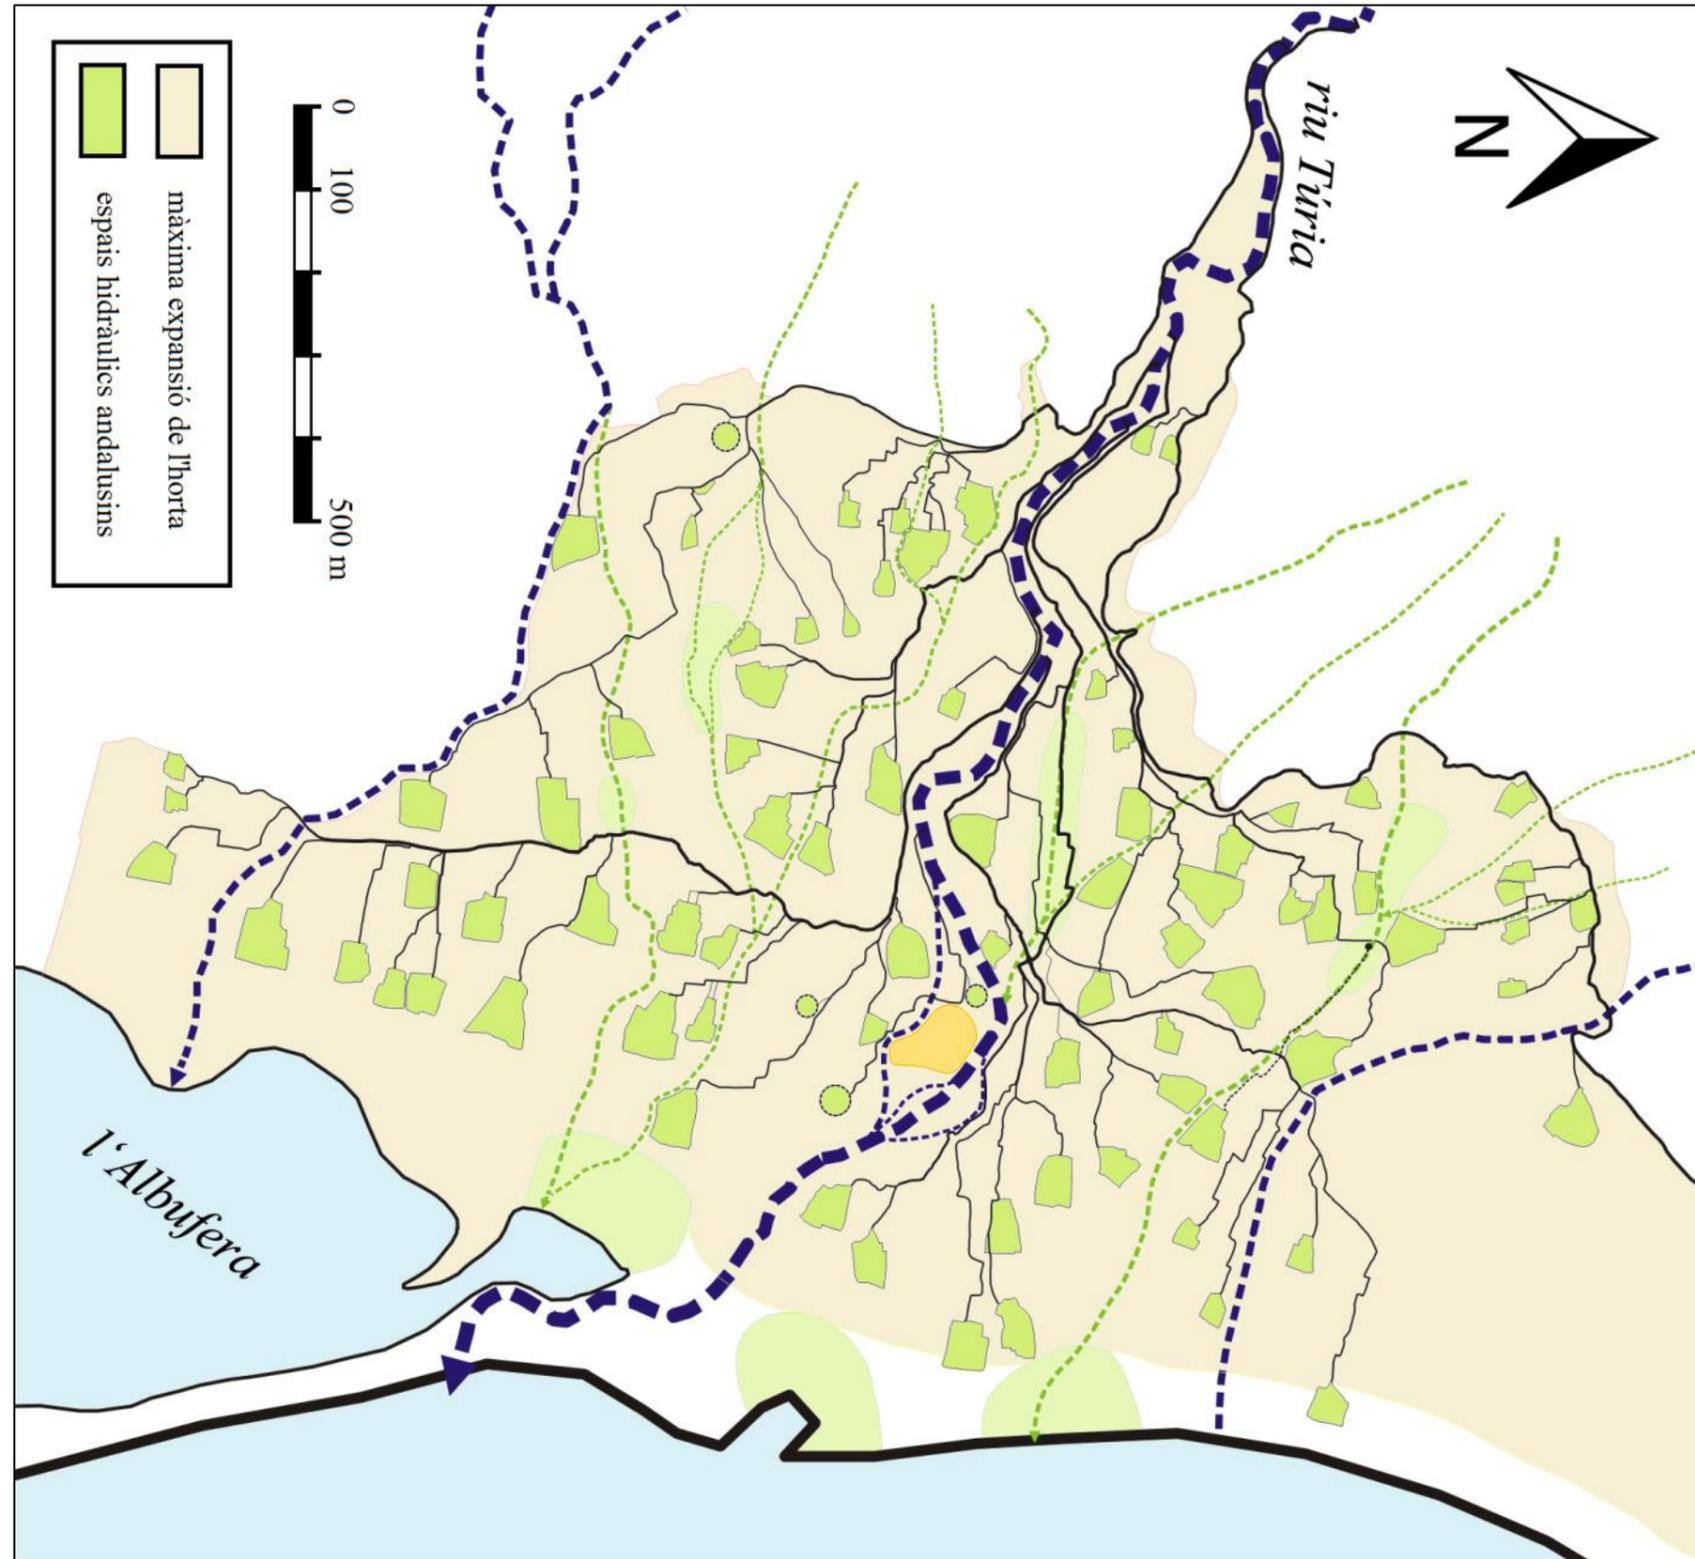 riu Túria
N
0
100
500 m
màxima expansió de l'horta
espais hidràulics andalusins
l'Albufera